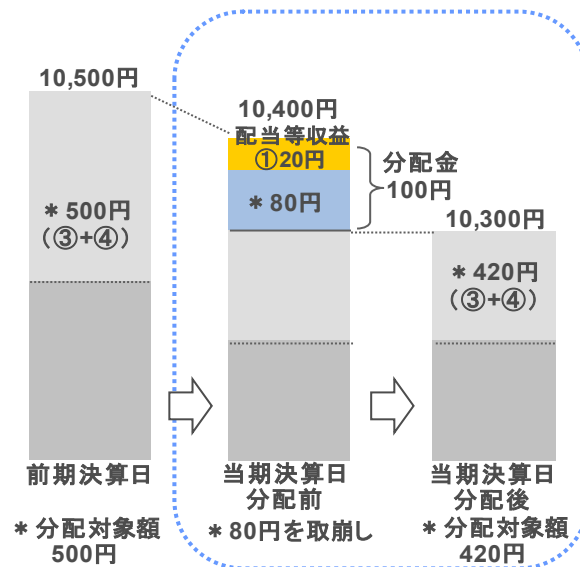 10,500円
＊500円
（③+④）
前期決算日
＊分配対象額
500円
10,400円
配当等収益
①20円
＊80円
分配金
100円
当期決算日
分配前
＊80円を取崩し
10,300円
＊420円
（③+④）
当期決算日
分配後
＊分配対象額
420円